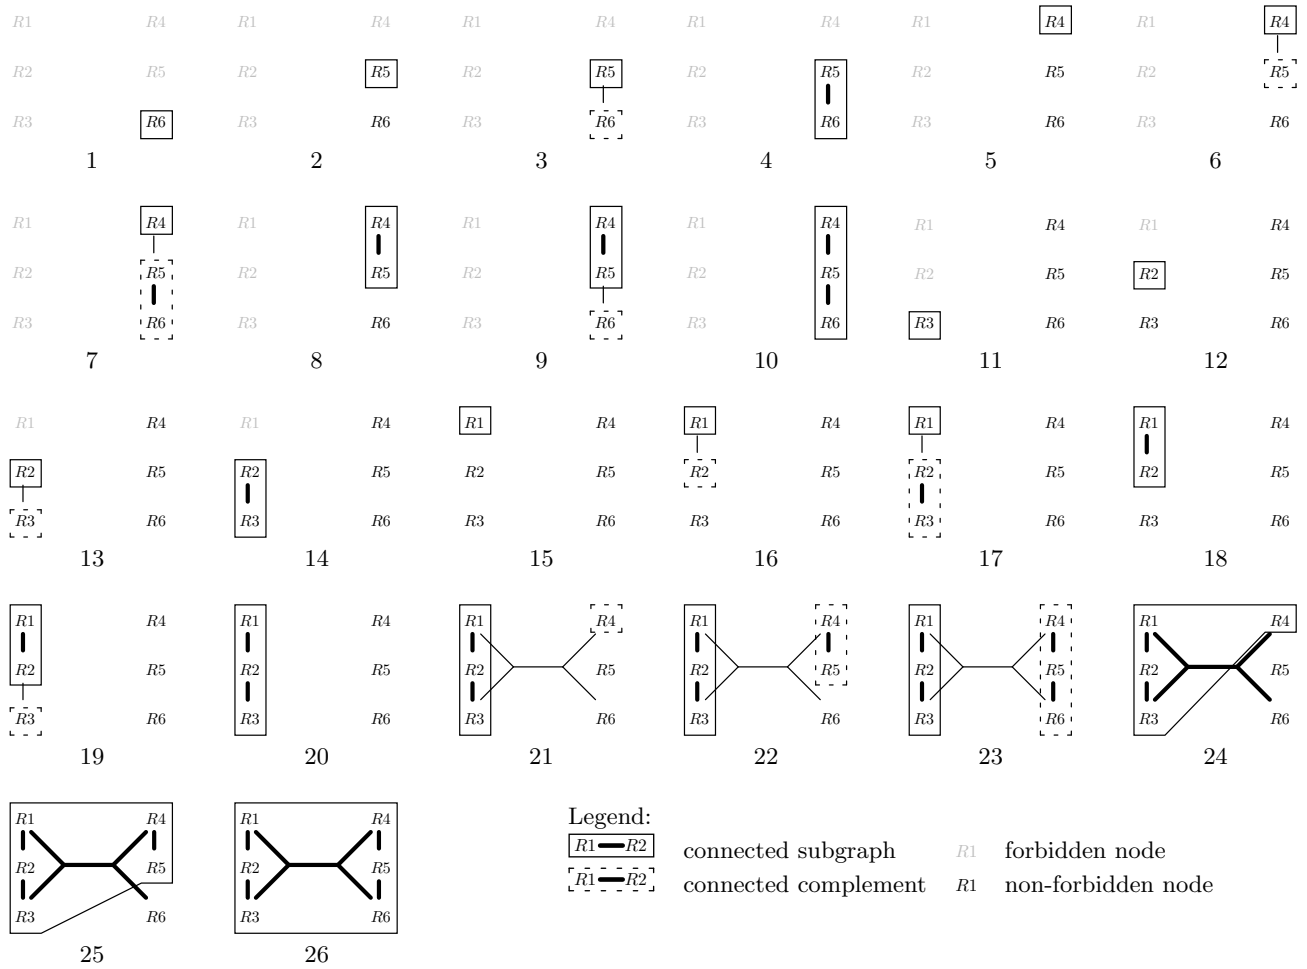 R1 R4 R1 R4 R1 R4 R1 R4 R1 R4 R1 R4
R2 R5 R2 R5 R2 R5 R2 R5 R2 R5 R2 R5
R3 R6 R3 R6 R3 R6 R3 R6 R3 R6 R3 R6
1 2 3 4 5 6
R1 R4 R1 R4 R1 R4 R1 R4 R1 R4 R1 R4
R2 R5 R2 R5 R2 R5 R2 R5 R2 R5 R2 R5
R3 R6 R3 R6 R3 R6 R3 R6 R3 R6 R3 R6
7 8 9 10 11 12
R1 R4 R1 R4 R1 R4 R1 R4 R1 R4 R1 R4
R2 R5 R2 R5 R2 R5 R2 R5 R2 R5 R2 R5
R3 R6 R3 R6 R3 R6 R3 R6 R3 R6 R3 R6
13 14 15 16 17 18
R1 R4 R1 R4 R1 R4 R1 R4 R1 R4 R1 R4
R2 R5 R2 R5 R2 R5 R2 R5 R2 R5 R2 R5
R3 R6 R3 R6 R3 R6 R3 R6 R3 R6 R3 R6
19 20 21 22 23 24
R1 R4 R1 R4
R2 R5 R2 R5
R3 R6 R3 R6
25 26
Legend:
R1 R2 connected subgraph R1 forbidden node
R1 R2 connected complement R1 non-forbidden node